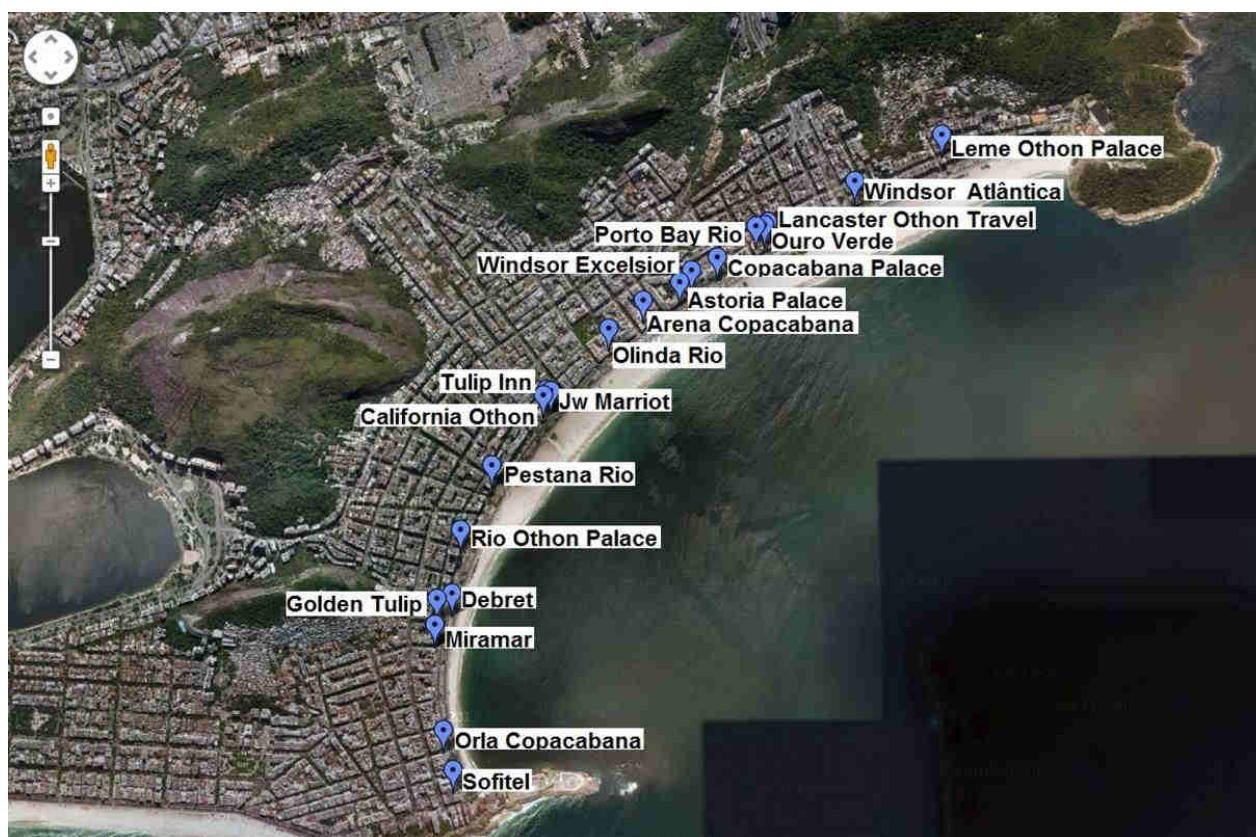 Leme Othon Palace
Windsor Atlântica
Lancaster Othon Travel
Porto Bay Rio
Ouro Verde
Windsor Excelsior
Copacabana Palace
Astoria Palace
Arena Copacabana
Olinda Rio
Tulip Inn
Jw Marriot
California Othon
Pestana Rio
Rio Othon Palace
Golden Tulip
Debret
Miramar
Orla Copacabana
Sofitel